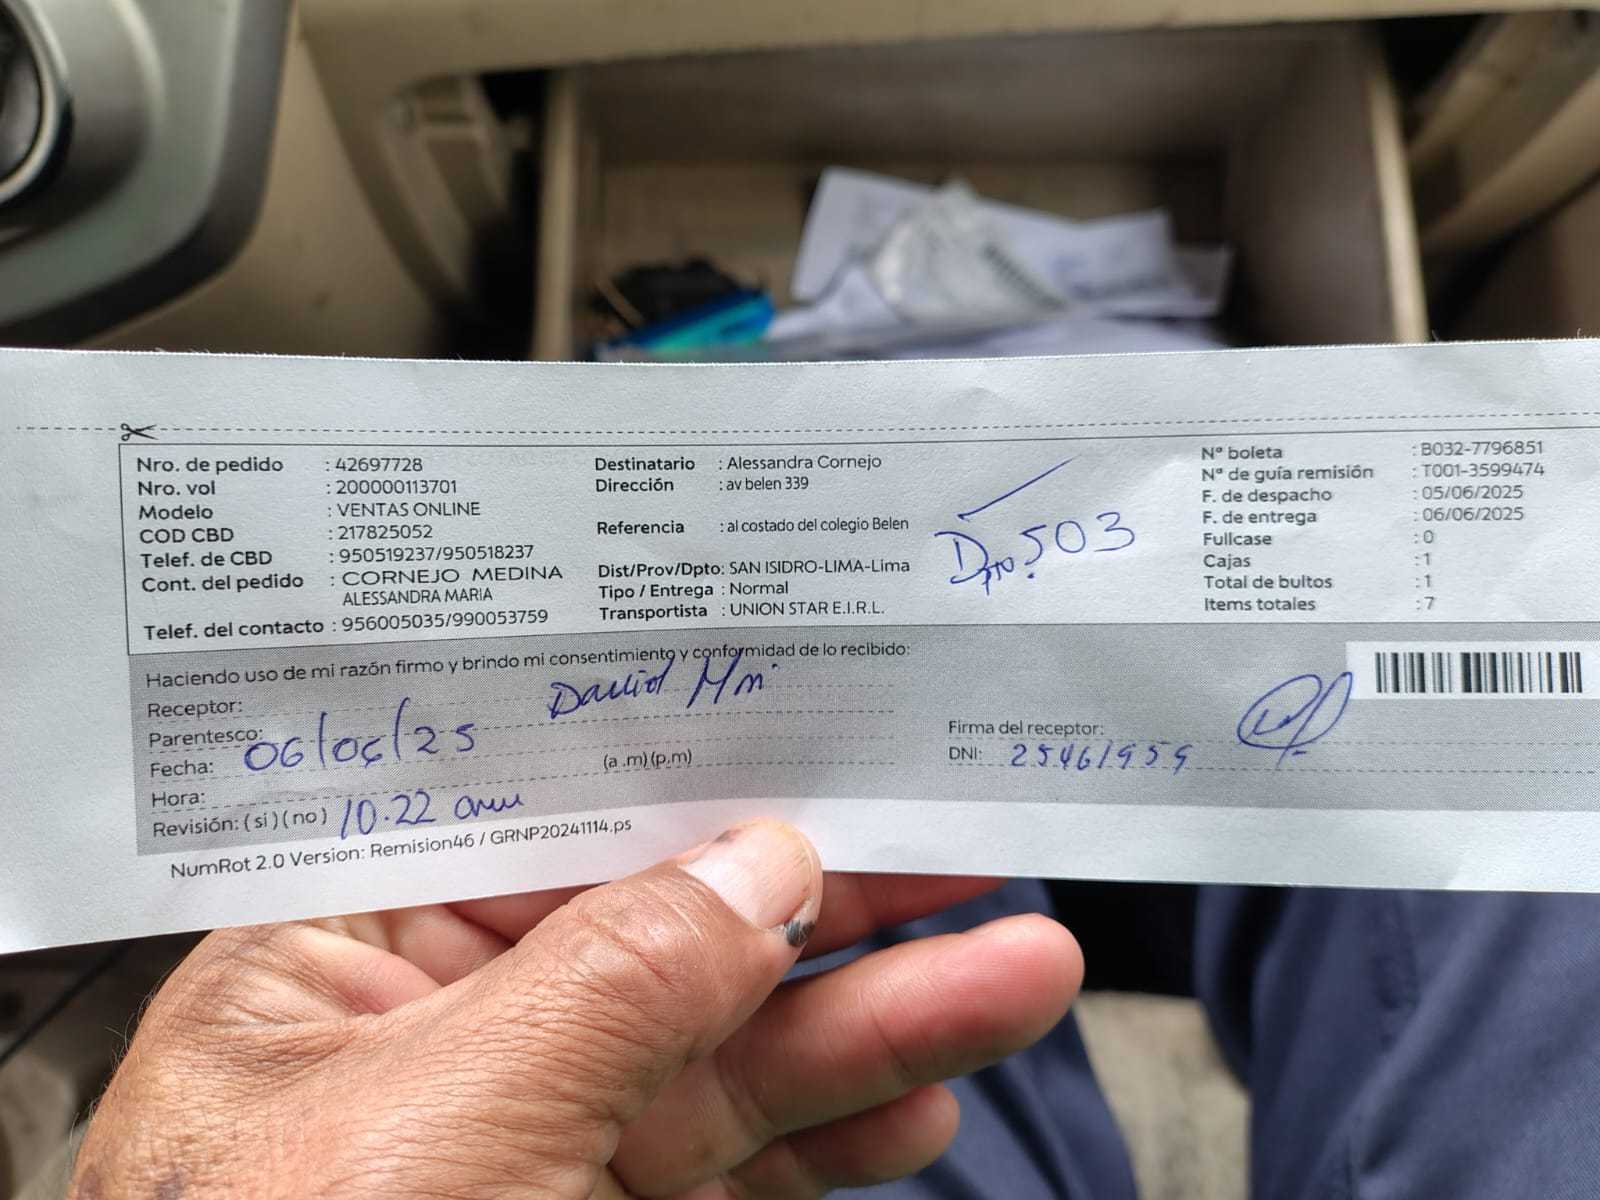 Nro. de pedido : 42697728
Nro. vol : 200000113701
Modelo : VENTAS ONLINE
COD CBD : 217825052
Telef. de CBD : 950519237/950518237
Cont. del pedido : CORNEJO MEDINA
ALESSANDRA MARIA
Telef. del contacto : 956005035/990053759
Destinatario : Alessandra Cornejo
Dirección : av belen 339
Referencia : al costado del colegio Belen
Dist/Prov/Dpto: SAN ISIDRO-LIMA-Lima
Tipo / Entrega : Normal
Transportista : UNION STAR E.I.R.L.
Dpto. 503
Nª boleta : B032-7796851
Nª de guía remisión : T001-3599474
F. de despacho : 05/06/2025
F. de entrega : 06/06/2025
Fullcase : 0
Cajas : 1
Total de bultos : 1
Items totales : 7
Haciendo uso de mi razón firmo y brindo mi consentimiento y conformidad de lo recibido:
Receptor: David
Parentesco:
Fecha: 06/06/25 (a .m) (p.m)
Hora:
Revisión: ( si ) ( no ) 10.22 am
Firma del receptor:
DNI: 25461959
NumRot 2.0 Version: Remision46 / GRNP20241114.ps